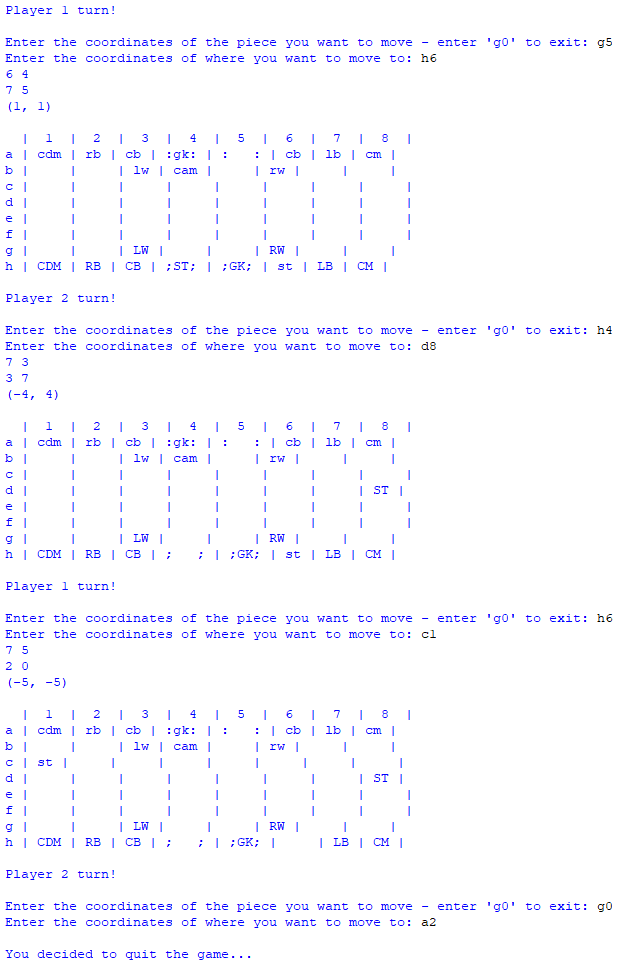 Player 1 turn!
Enter the coordinates of the piece you want to move - enter 'g0' to exit: g5
Enter the coordinates of where you want to move to: h6
6 4
7 5
(1, 1)
  |  1  |  2  |  3  |  4  |  5  |  6  |  7  |  8  |
a | cdm | rb | cb | :gk: | :   : | cb | lb | cm |
b |     |     | lw | cam |     | rw |     |     |
c |     |     |     |     |     |     |     |     |
d |     |     |     |     |     |     |     |     |
e |     |     |     |     |     |     |     |     |
f |     |     |     |     |     |     |     |     |
g |     |     | LW |     |     | RW |     |     |
h | CDM | RB | CB | ;ST; | ;GK; | st | LB | CM |
Player 2 turn!
Enter the coordinates of the piece you want to move - enter 'g0' to exit: h4
Enter the coordinates of where you want to move to: d8
7 3
3 7
(-4, 4)
  |  1  |  2  |  3  |  4  |  5  |  6  |  7  |  8  |
a | cdm | rb | cb | :gk: | :   : | cb | lb | cm |
b |     |     | lw | cam |     | rw |     |     |
c |     |     |     |     |     |     |     |     |
d |     |     |     |     |     |     |     | ST |
e |     |     |     |     |     |     |     |     |
f |     |     |     |     |     |     |     |     |
g |     |     | LW |     |     | RW |     |     |
h | CDM | RB | CB | ;   ; | ;GK; | st | LB | CM |
Player 1 turn!
Enter the coordinates of the piece you want to move - enter 'g0' to exit: h6
Enter the coordinates of where you want to move to: c1
7 5
2 0
(-5, -5)
  |  1  |  2  |  3  |  4  |  5  |  6  |  7  |  8  |
a | cdm | rb | cb | :gk: | :   : | cb | lb | cm |
b |     |     | lw | cam |     | rw |     |     |
c | st |     |     |     |     |     |     |     |
d |     |     |     |     |     |     |     | ST |
e |     |     |     |     |     |     |     |     |
f |     |     |     |     |     |     |     |     |
g |     |     | LW |     |     | RW |     |     |
h | CDM | RB | CB | ;   ; | ;GK; |     | LB | CM |
Player 2 turn!
Enter the coordinates of the piece you want to move - enter 'g0' to exit: g0
Enter the coordinates of where you want to move to: a2
You decided to quit the game...